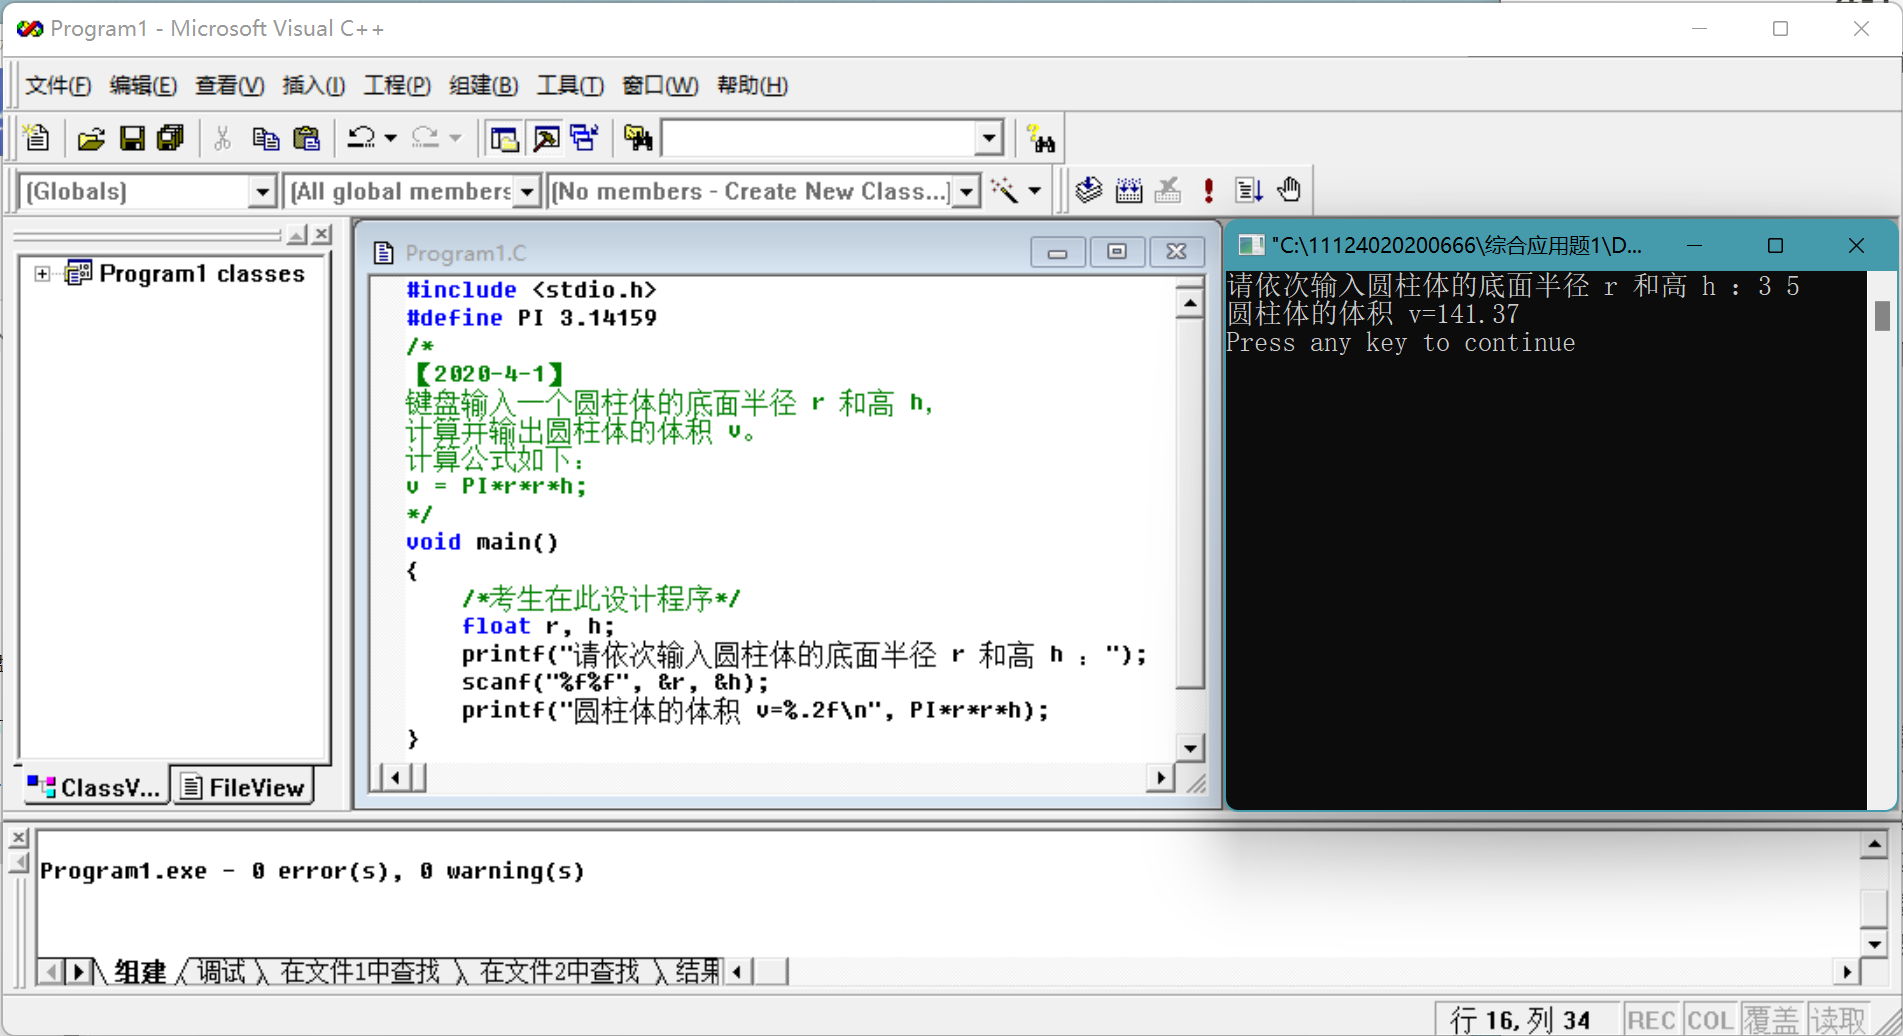 Program1 - Microsoft Visual C++
文件(F) 编辑(E) 查看(V) 插入(I) 工程(P) 组建(B) 工具(T) 窗口(W) 帮助(H)
(Globals) (All global members (No members - Create New Class...)
Program1 classes
ClassV... FileView
Program1.C
#include <stdio.h>
#define PI 3.14159
/*
【2020-4-1】
键盘输入一个圆柱体的底面半径 r 和高 h,
计算并输出圆柱体的体积 v。
计算公式如下:
v = PI*r*r*h;
*/
void main()
{
/*考生在此设计程序*/
float r, h;
printf("请依次输入圆柱体的底面半径 r 和高 h : ");
scanf("%f%f", &r, &h);
printf("圆柱体的体积 v=%.2f\n", PI*r*r*h);
}
"C:\11124020200666\综合应用题1\D...
请依次输入圆柱体的底面半径 r 和高 h : 3 5
圆柱体的体积 v=141.37
Press any key to continue
Program1.exe - 0 error(s), 0 warning(s)
组建 调试 在文件1中查找 在文件2中查找 结果
行 16, 列 34 REC COL 覆盖 读取